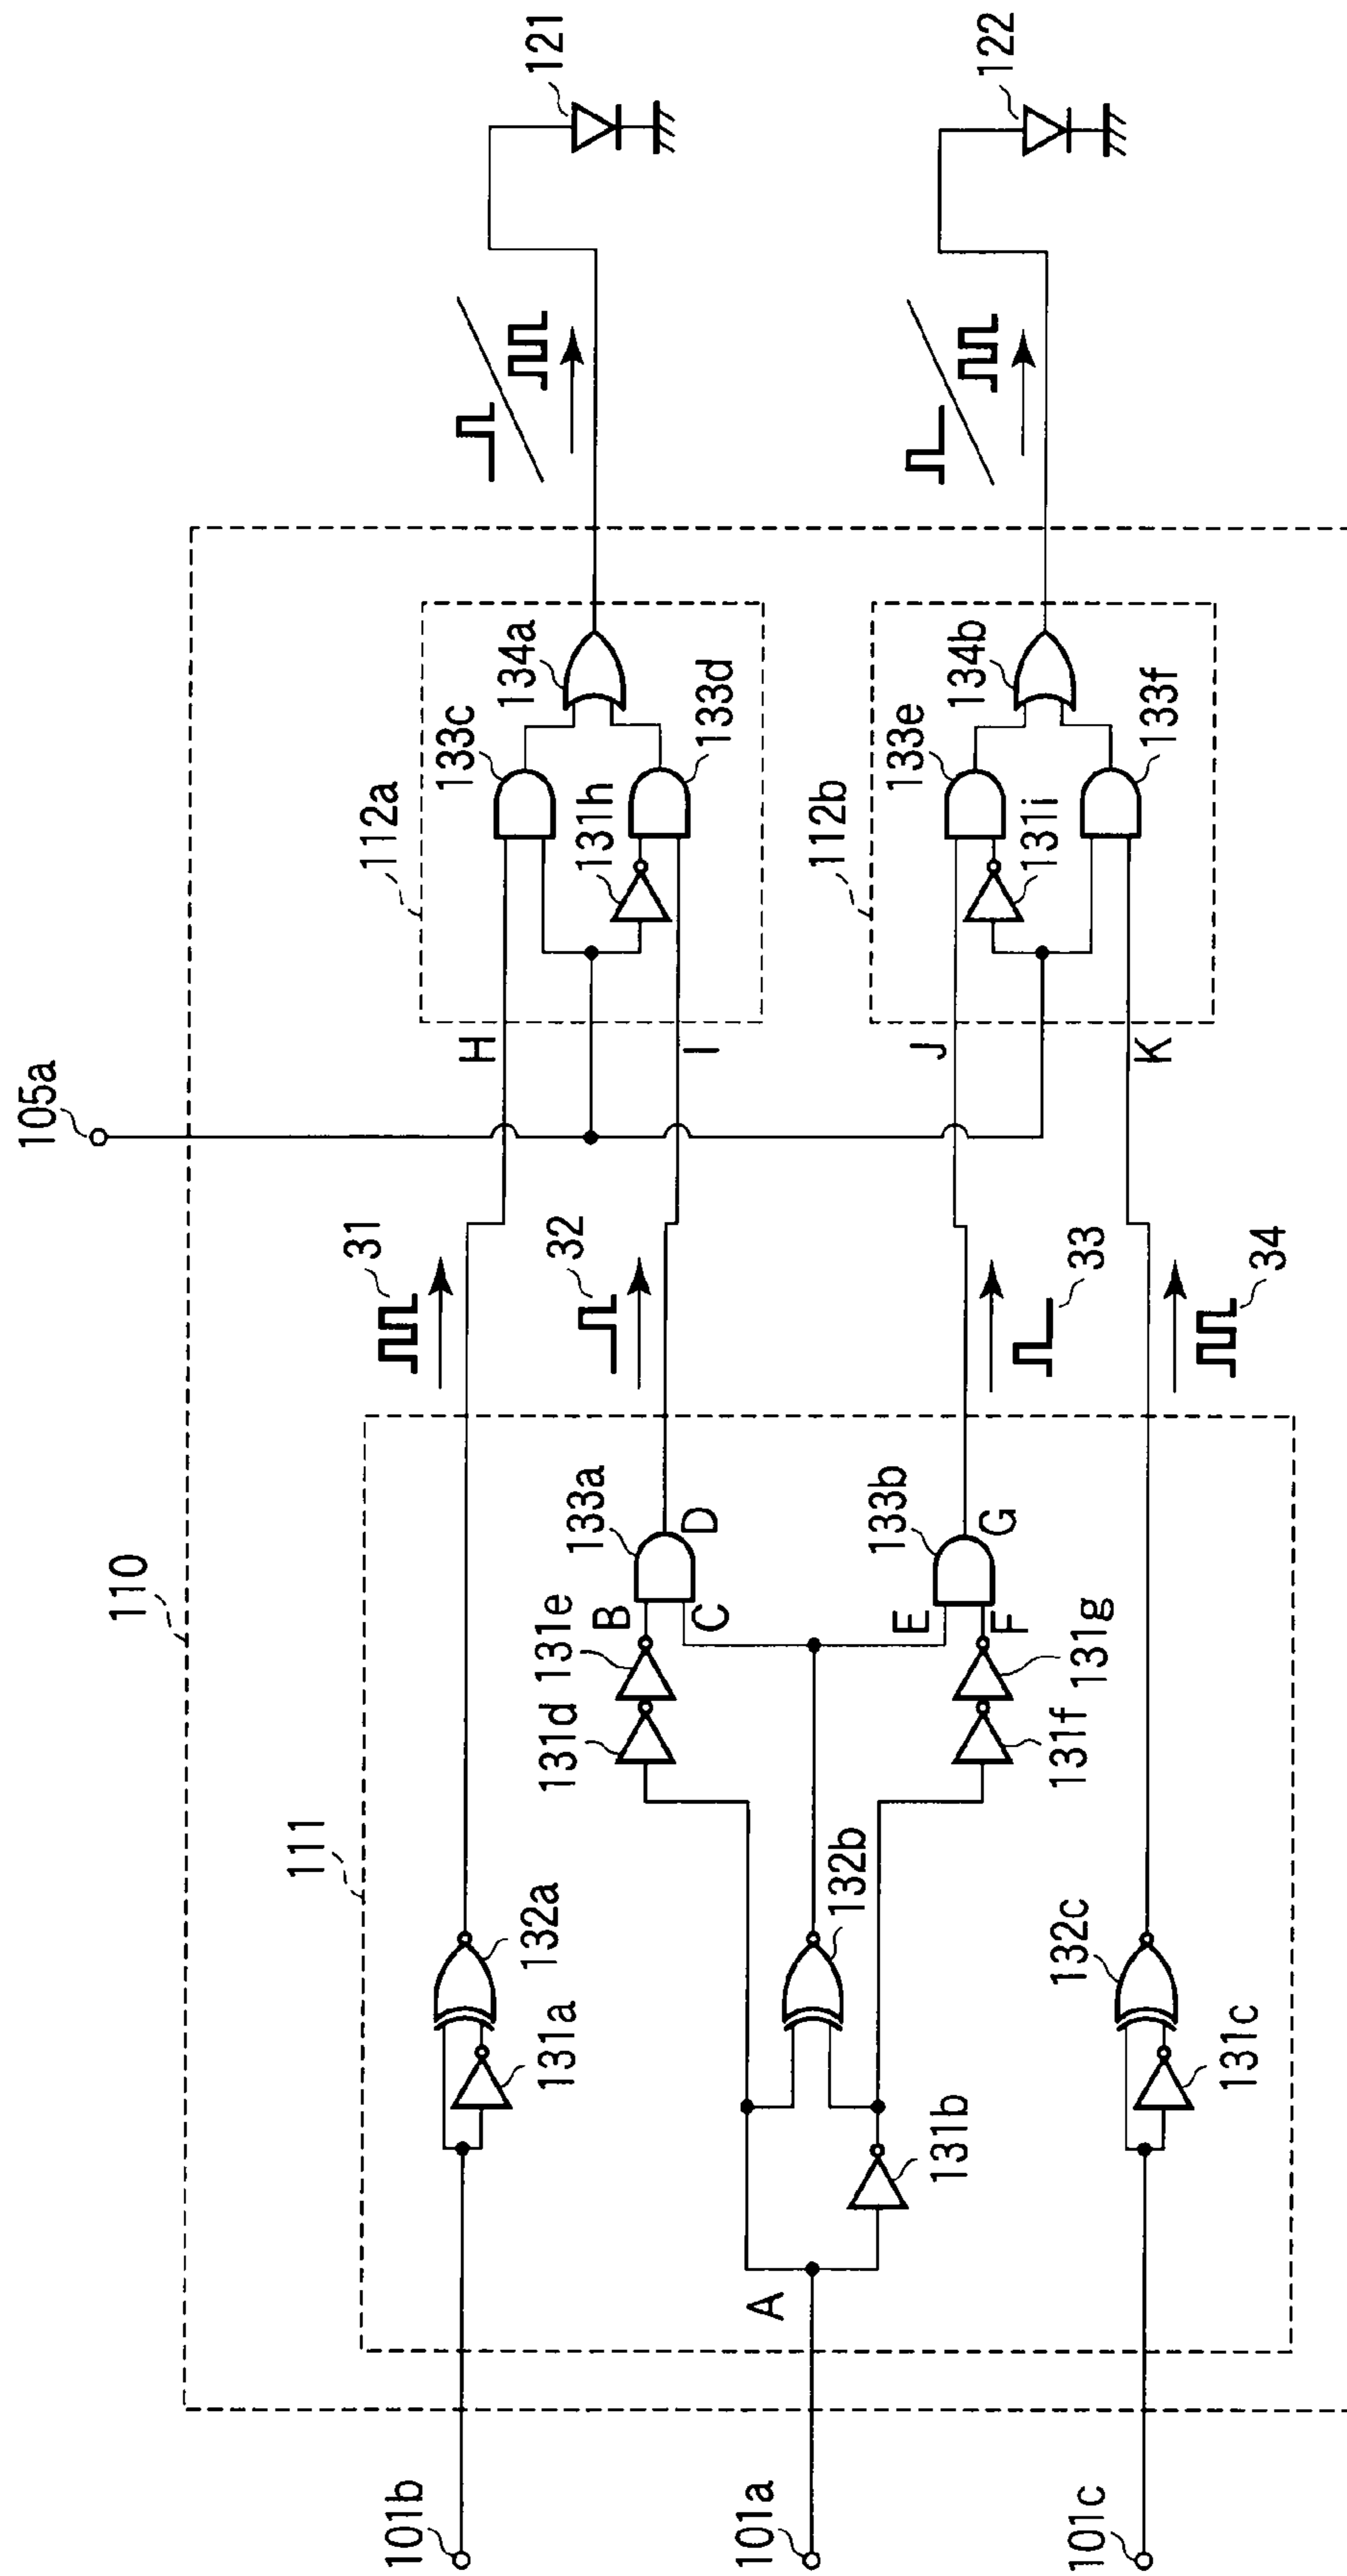 105a
110
111
112a
134a
133c
133d
131h
H
I
31
32
101b
131a
132a
A
101a
131b
132b
131d
131e
B
C
133a
D
131f
131g
E
F
133b
G
101c
131c
132c
33
34
J
K
112b
134b
133e
131i
133f
121
122